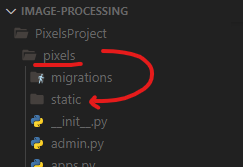 IMAGE-PROCESSING
PixelsProject
pixels
migrations
static
__init__.py
admin.py
apps.py